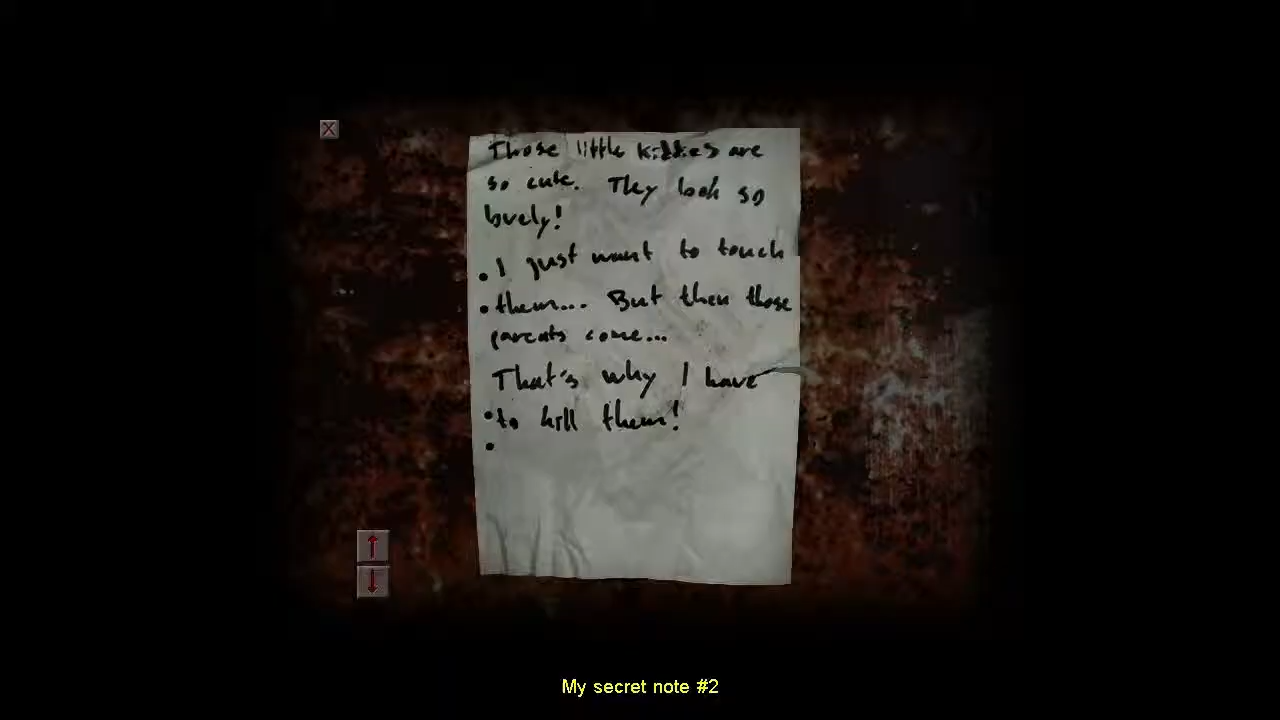 X
Those little kiddies are
so cute. They look so
lovely!
• I just want to touch
• them... But then those
parents come...
That's why I have
• to kill them!
•
My secret note #2